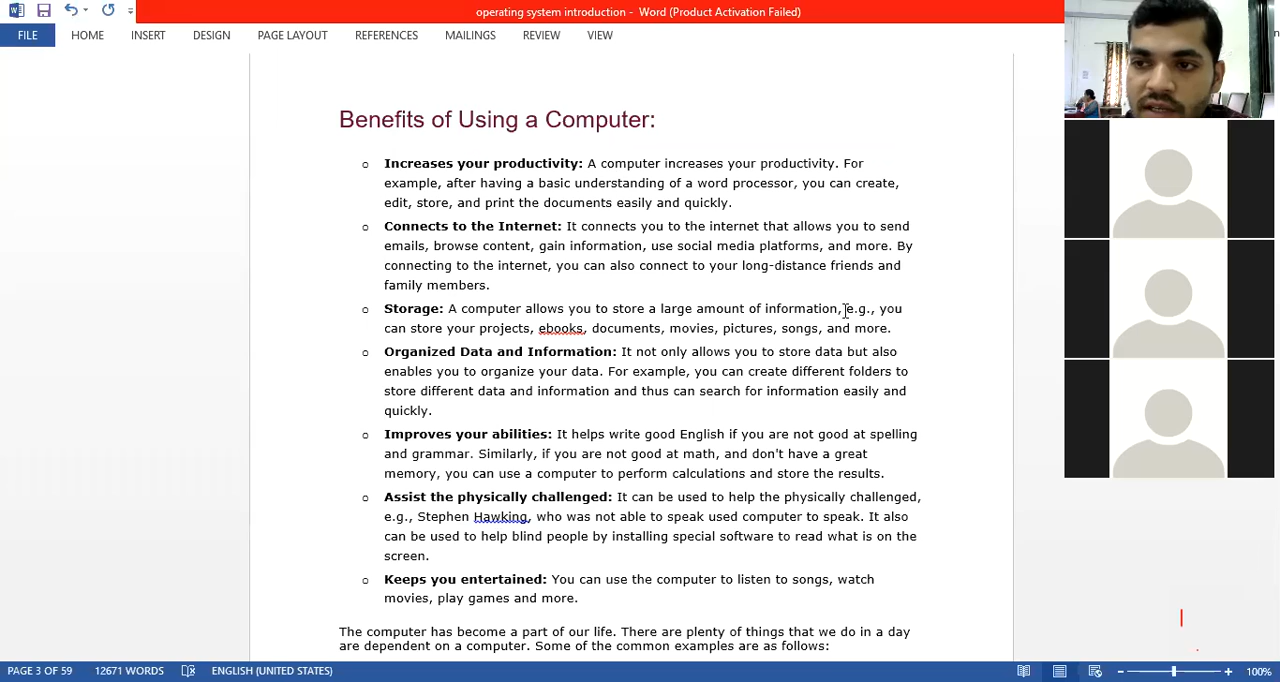 operating system introduction - Word (Product Activation Failed)
FILE HOME INSERT DESIGN PAGE LAYOUT REFERENCES MAILINGS REVIEW VIEW
Benefits of Using a Computer:
o Increases your productivity: A computer increases your productivity. For
example, after having a basic understanding of a word processor, you can create,
edit, store, and print the documents easily and quickly.
o Connects to the Internet: It connects you to the internet that allows you to send
emails, browse content, gain information, use social media platforms, and more. By
connecting to the internet, you can also connect to your long-distance friends and
family members.
o Storage: A computer allows you to store a large amount of information, e.g., you
can store your projects, ebooks, documents, movies, pictures, songs, and more.
o Organized Data and Information: It not only allows you to store data but also
enables you to organize your data. For example, you can create different folders to
store different data and information and thus can search for information easily and
quickly.
o Improves your abilities: It helps write good English if you are not good at spelling
and grammar. Similarly, if you are not good at math, and don't have a great
memory, you can use a computer to perform calculations and store the results.
o Assist the physically challenged: It can be used to help the physically challenged,
e.g., Stephen Hawking, who was not able to speak used computer to speak. It also
can be used to help blind people by installing special software to read what is on the
screen.
o Keeps you entertained: You can use the computer to listen to songs, watch
movies, play games and more.
The computer has become a part of our life. There are plenty of things that we do in a day
are dependent on a computer. Some of the common examples are as follows:
PAGE 3 OF 59 12671 WORDS ENGLISH (UNITED STATES) 100%